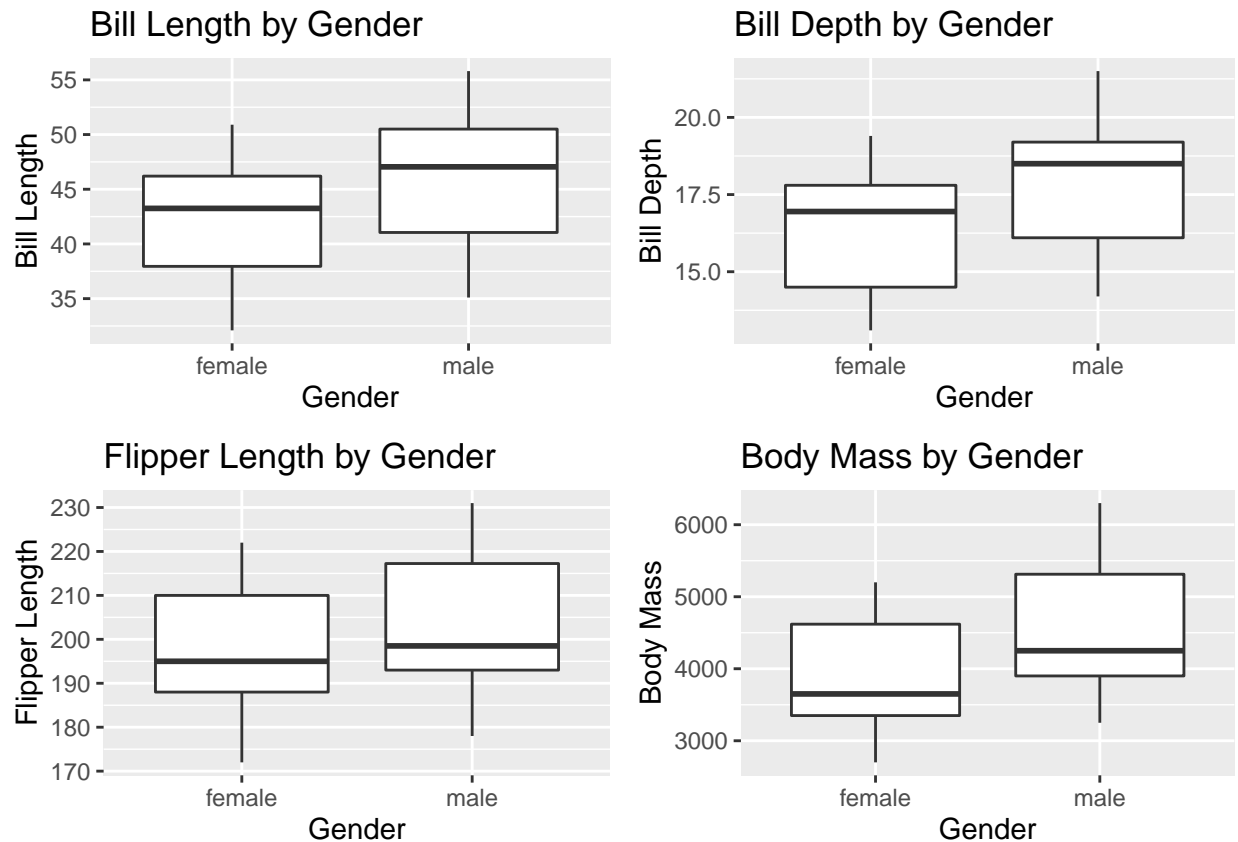 Bill Length by Gender
55
50
45
40
35
Bill Length
female male
Gender
Bill Depth by Gender
20.0
17.5
15.0
Bill Depth
female male
Gender
Flipper Length by Gender
230
220
210
200
190
180
170
Flipper Length
female male
Gender
Body Mass by Gender
6000
5000
4000
3000
Body Mass
female male
Gender